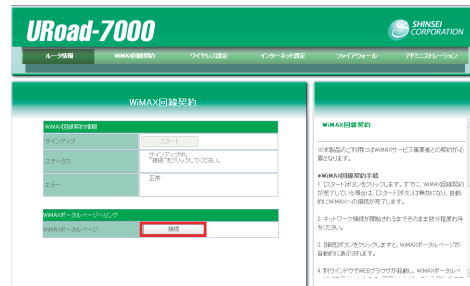 URoad-7000
SHINSEI
CORPORATION
ルータ情報
WiMAX回線契約
ワイヤレス設定
インターネット設定
ファイアウォール
アドミニストレーション
WiMAX回線契約
WiMAX回線契約情報
サインアップ
スタート
ステータス
サインアップ中。
"接続"をクリックしてください。
エラー
正常
WiMAXポータルページへリンク
WiMAXポータルページ
接続
WiMAX回線契約
※本製品のご利用にはWiMAXサービス事業者との契約が必
要となります。
●WiMAX回線契約手続
1. [スタート]ボタンをクリックします。すでに、WiMAX回線契約
が完了している場合は、[スタート]ボタンは無効になり、自動
的にWiMAXへの接続が完了します。
2. ネットワーク接続が開始されるまでそのまま数分程度お待
ちください。
3. [接続]ボタンをクリックしますと、WiMAXポータルページが
自動的に表示されます。
4. 別ウインドウでWEBブラウザが起動し、WiMAXポータルペ